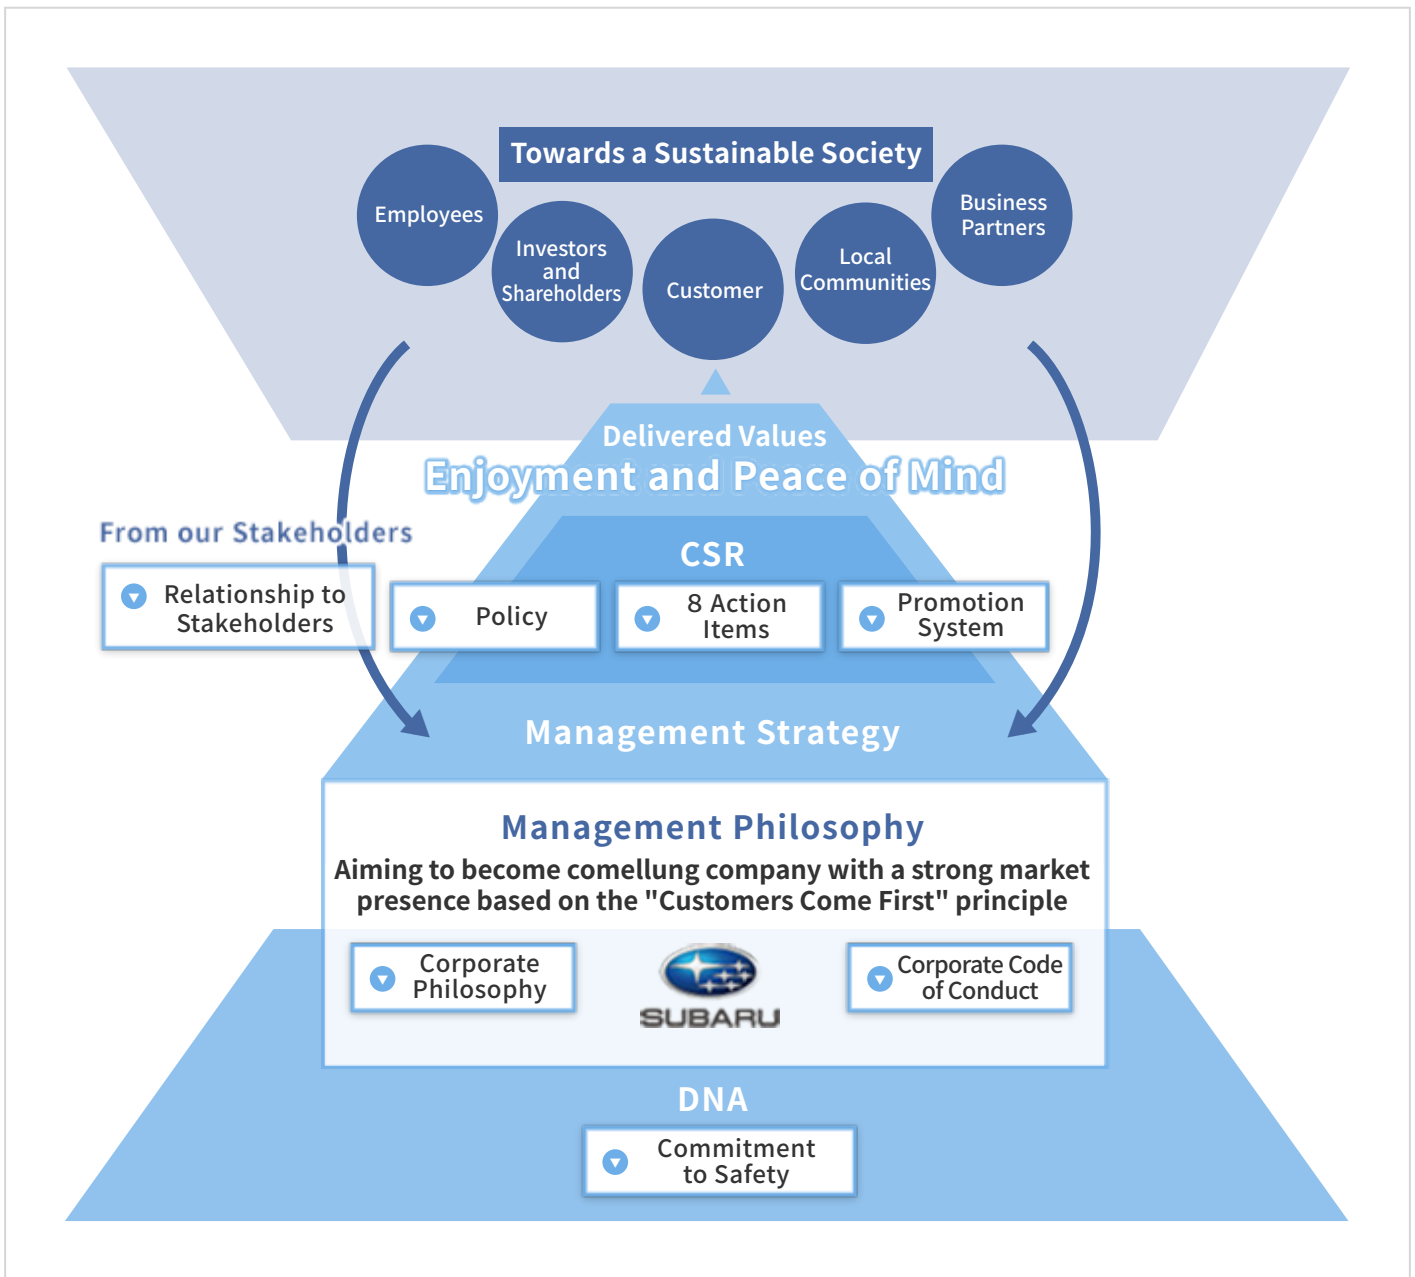 Towards a Sustainable Society
Employees
Investors
and
Shareholders
Customer
Local
Communities
Business
Partners
Delivered Values
Enjoyment and Peace of Mind
From our Stakeholders
Relationship to
Stakeholders
CSR
Policy
8 Action
Items
Promotion
System
Management Strategy
Management Philosophy
Aiming to become comellung company with a strong market
presence based on the "Customers Come First" principle
Corporate
Philosophy
SUBARU
Corporate Code
of Conduct
DNA
Commitment
to Safety